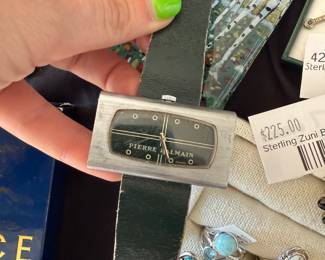 42
Sterling
$225.00
Sterling Zuni
PIERRE BALMAIN
CE